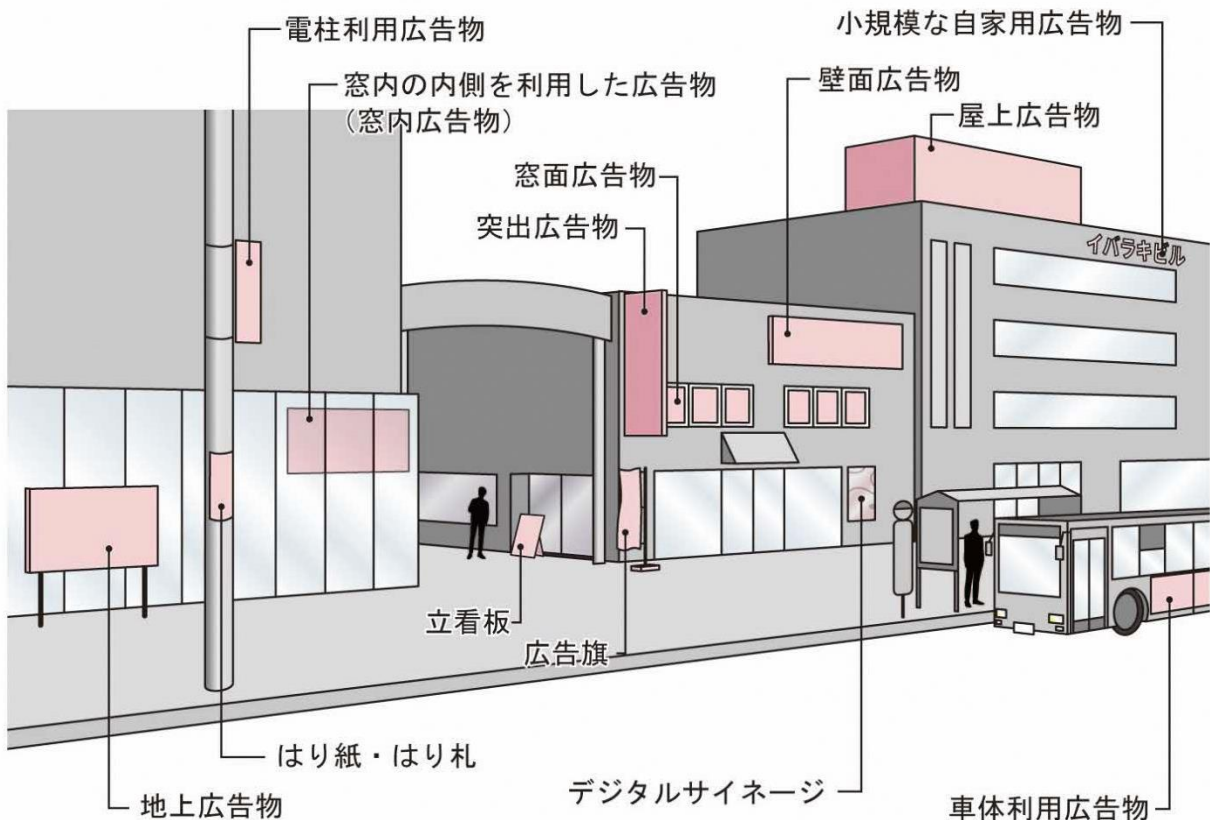 電柱利用広告物
小規模な自家用広告物
窓内の内側を利用した広告物
(窓内広告物)
壁面広告物
屋上広告物
窓面広告物
突出広告物
イバラキビル
立看板
広告旗
はり紙・はり札
デジタルサイネージ
地上広告物
車体利用広告物